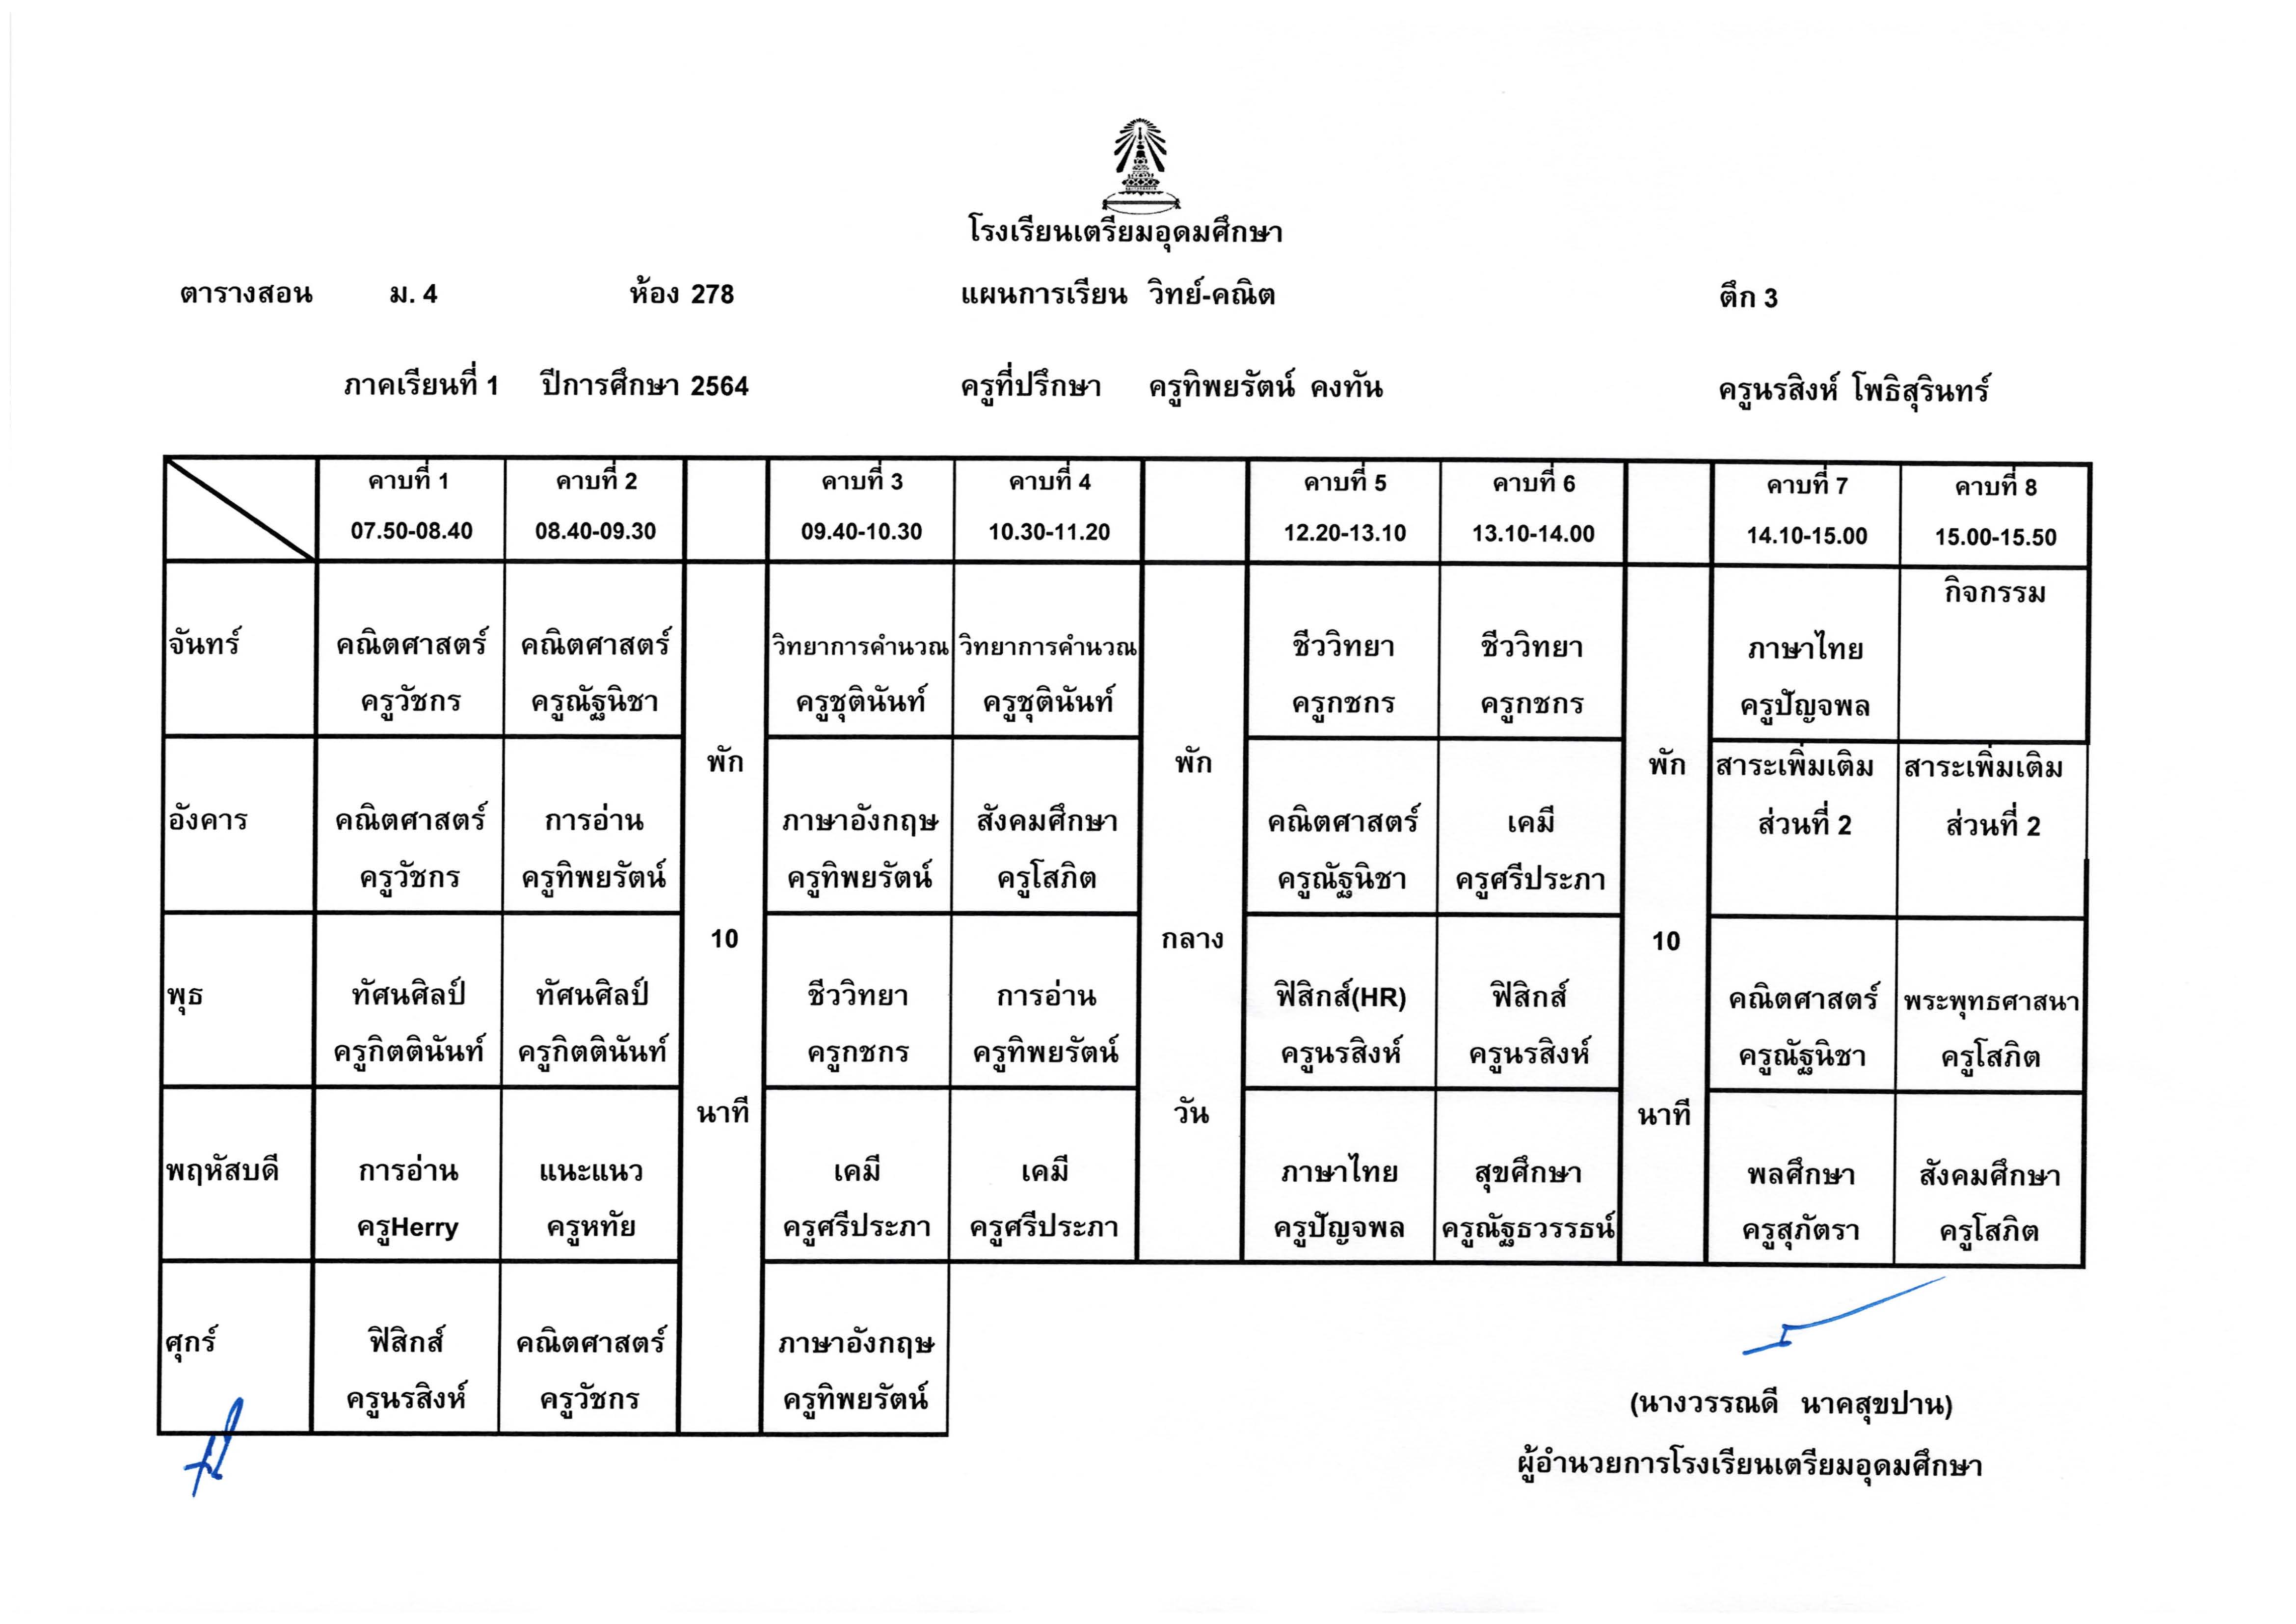 โรงเรียนเตรียมอุดมศึกษา
ตารางสอน ม. 4 ห้อง 278 แผนการเรียน วิทย์-คณิต ตึก 3
ภาคเรียนที่ 1 ปีการศึกษา 2564 ครูที่ปรึกษา ครูทิพยรัตน์ คงทัน ครูนรสิงห์ โพธิสุรินทร์
คาบที่ 1 คาบที่ 2 คาบที่ 3 คาบที่ 4 คาบที่ 5 คาบที่ 6 คาบที่ 7 คาบที่ 8
07.50-08.40 08.40-09.30 09.40-10.30 10.30-11.20 12.20-13.10 13.10-14.00 14.10-15.00 15.00-15.50
กิจกรรม
จันทร์ คณิตศาสตร์ คณิตศาสตร์ วิทยาการคำนวณ วิทยาการคำนวณ ชีววิทยา ชีววิทยา ภาษาไทย
ครูวัชกร ครูณัฐนิชา ครูชุตินันท์ ครูชุตินันท์ ครูกชกร ครูกชกร ครูปัญจพล
พัก พัก พัก สาระเพิ่มเติม สาระเพิ่มเติม
อังคาร คณิตศาสตร์ การอ่าน ภาษาอังกฤษ สังคมศึกษา คณิตศาสตร์ เคมี ส่วนที่ 2 ส่วนที่ 2
ครูวัชกร ครูทิพยรัตน์ ครูทิพยรัตน์ ครูโสภิต ครูณัฐนิชา ครูศรีประภา
10 กลาง 10
พุธ ทัศนศิลป์ ทัศนศิลป์ ชีววิทยา การอ่าน ฟิสิกส์(HR) ฟิสิกส์ คณิตศาสตร์ พระพุทธศาสนา
ครูกิตตินันท์ ครูกิตตินันท์ ครูกชกร ครูทิพยรัตน์ ครูนรสิงห์ ครูนรสิงห์ ครูณัฐนิชา ครูโสภิต
นาที วัน นาที
พฤหัสบดี การอ่าน แนะแนว เคมี เคมี ภาษาไทย สุขศึกษา พลศึกษา สังคมศึกษา
ครูHerry ครูหทัย ครูศรีประภา ครูศรีประภา ครูปัญจพล ครูณัฐธวรรธน์ ครูสุภัตรา ครูโสภิต
ศุกร์ ฟิสิกส์ คณิตศาสตร์ ภาษาอังกฤษ
ครูนรสิงห์ ครูวัชกร ครูทิพยรัตน์
(นางวรรณดี นาคสุขปาน)
ผู้อำนวยการโรงเรียนเตรียมอุดมศึกษา